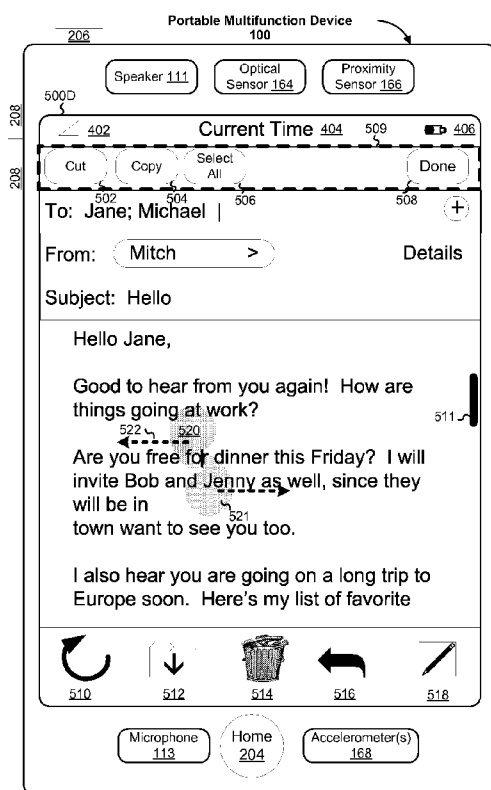 Portable Multifunction Device
100
206
Speaker 111
Optical
Sensor 164
Proximity
Sensor 166
500D
208
208
402
Current Time 404
509
406
Cut
Copy
Select
All
Done
502
504
506
508
To: Jane; Michael |
+
From: Mitch >
Details
Subject: Hello
Hello Jane,
Good to hear from you again! How are
things going at work?
511
522
520
Are you free for dinner this Friday? I will
invite Bob and Jenny as well, since they
will be in
521
town want to see you too.
I also hear you are going on a long trip to
Europe soon. Here's my list of favorite
510
512
514
516
518
Microphone
113
Home
204
Accelerometer(s)
168